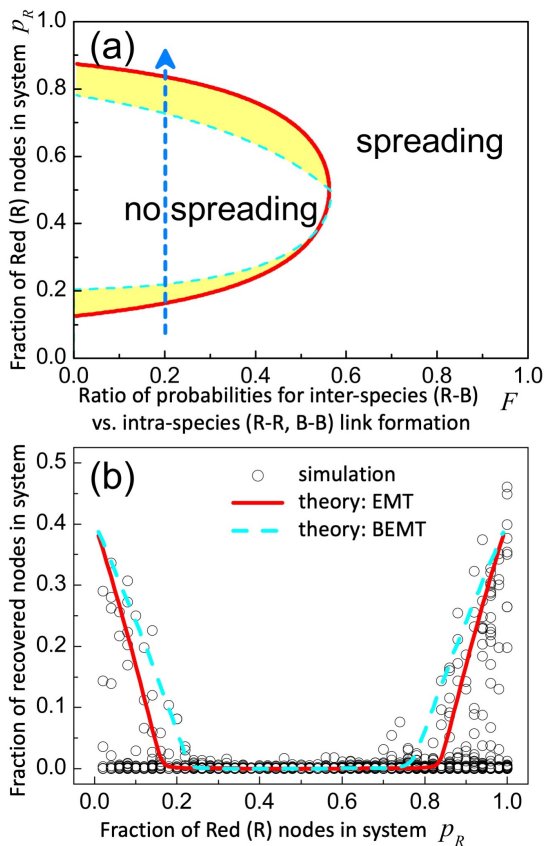 (a)
Fraction of Red (R) nodes in system p_R
1.0
0.8
0.6
0.4
0.2
0.0
spreading
no spreading
0.0 0.2 0.4 0.6 0.8 1.0
Ratio of probabilities for inter-species (R-B) F
vs. intra-species (R-R, B-B) link formation
(b)
Fraction of recovered nodes in system
0.5
0.4
0.3
0.2
0.1
0.0
simulation
theory: EMT
theory: BEMT
0.0 0.2 0.4 0.6 0.8 1.0
Fraction of Red (R) nodes in system p_R